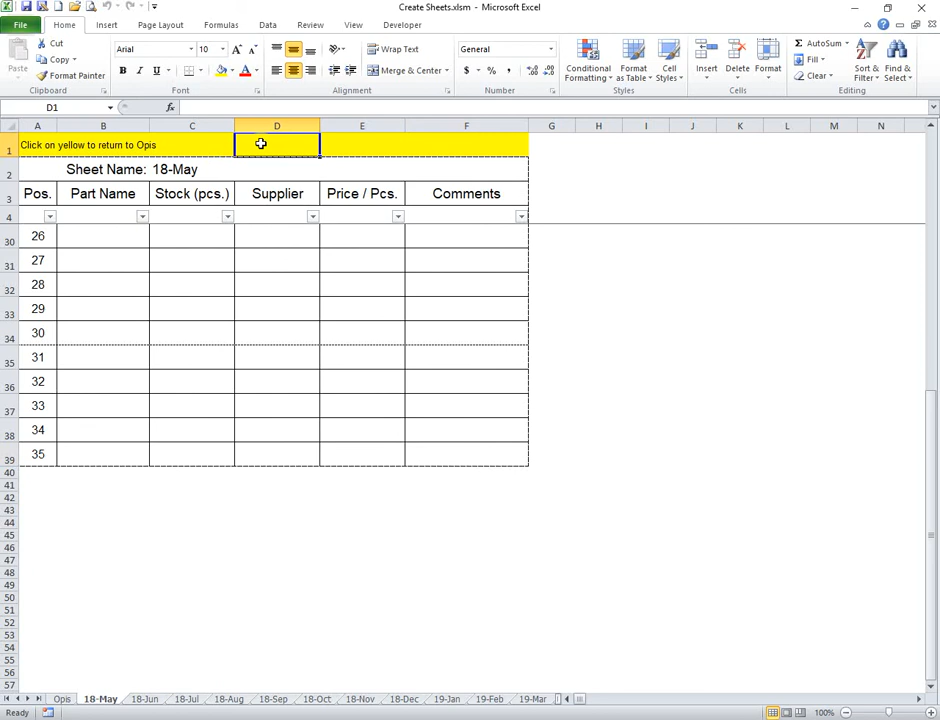 Create Sheets.xlsm - Microsoft Excel
File Home Insert Page Layout Formulas Data Review View Developer
Paste Cut Arial 10 A A Wrap Text General Conditional Formatting Format as Table Cell Styles Insert Delete Format AutoSum Sort & Filter Find & Select
Copy Fill
Format Painter B I U A Merge & Center $ % , Clear
Clipboard Font Alignment Number Styles Cells Editing
D1 fx
A B C D E F G H I J K L M N
1 Click on yellow to return to Opis
2 Sheet Name: 18-May
3 Pos. Part Name Stock (pcs.) Supplier Price / Pcs. Comments
4
30 26
31 27
32 28
33 29
34 30
35 31
36 32
37 33
38 34
39 35
40
41
42
43
44
45
46
47
48
49
50
51
52
53
54
55
56
57
Opis 18-May 18-Jun 18-Jul 18-Aug 18-Sep 18-Oct 18-Nov 18-Dec 19-Jan 19-Feb 19-Mar
Ready 100%